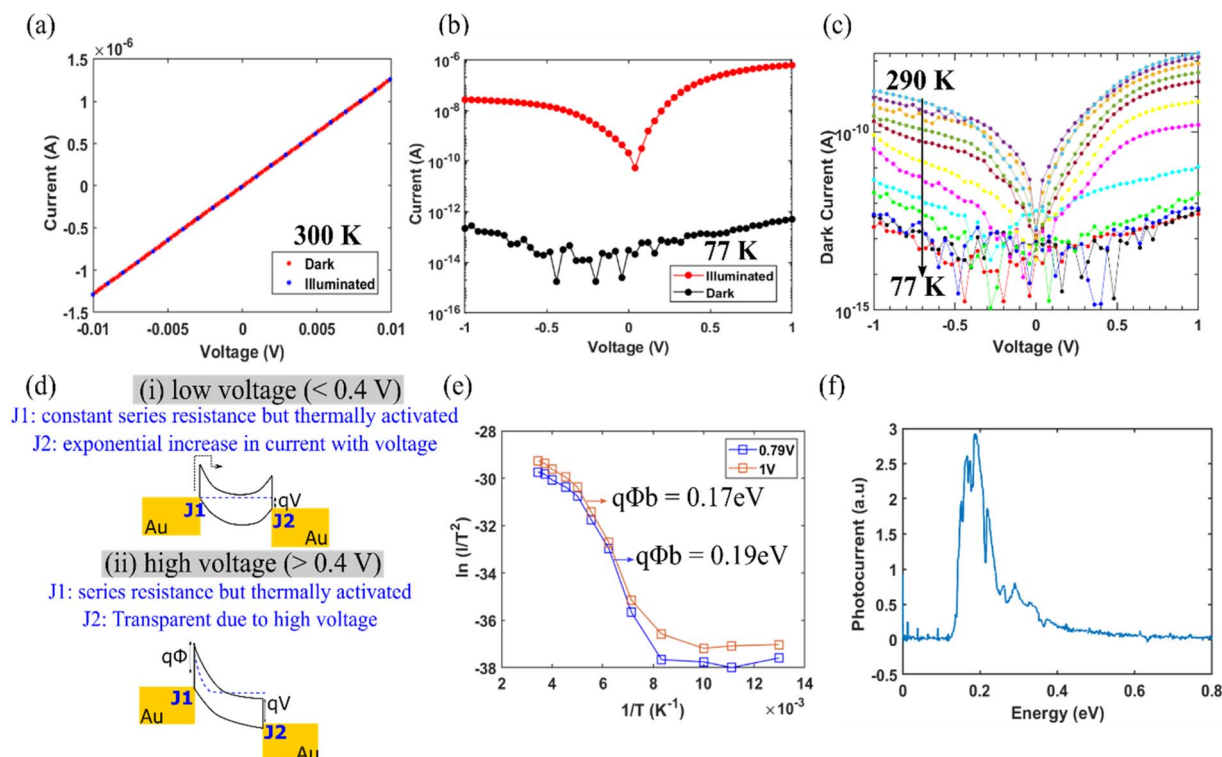 (a)
×10⁻⁶
1.5
1
0.5
0
-0.5
-1
-1.5
Current (A)
300 K
Dark
Illuminated
-0.01
-0.005
0
0.005
0.01
Voltage (V)
(b)
10⁻⁶
10⁻⁸
10⁻¹⁰
10⁻¹²
10⁻¹⁴
10⁻¹⁶
Current (A)
77 K
Illuminated
Dark
-1
-0.5
0
0.5
1
Voltage (V)
(c)
290 K
10⁻¹⁰
Dark Current (A)
77 K
10⁻¹⁵
-1
-0.5
0
0.5
1
Voltage (V)
(d)
(i) low voltage (< 0.4 V)
J1: constant series resistance but thermally activated
J2: exponential increase in current with voltage
J1
Au
qV
J2
Au
(ii) high voltage (> 0.4 V)
J1: series resistance but thermally activated
J2: Transparent due to high voltage
qΦ
J1
Au
qV
J2
Au
(e)
-28
-30
-32
-34
-36
-38
ln (I/T²)
0.79V
1V
qΦb = 0.17eV
qΦb = 0.19eV
2
4
6
8
10
12
14
1/T (K⁻¹)
×10⁻³
(f)
3
2.5
2
1.5
1
0.5
0
-0.5
Photocurrent (a.u)
0
0.2
0.4
0.6
0.8
Energy (eV)